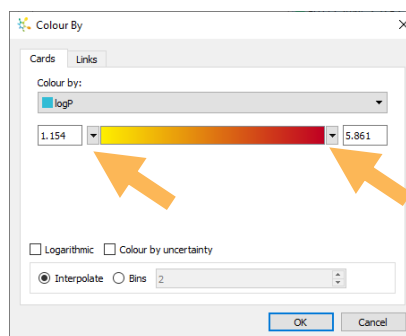 Colour By
Cards Links
Colour by:
logP
1.154 5.861
Logarithmic Colour by uncertainty
Interpolate Bins 2
OK Cancel